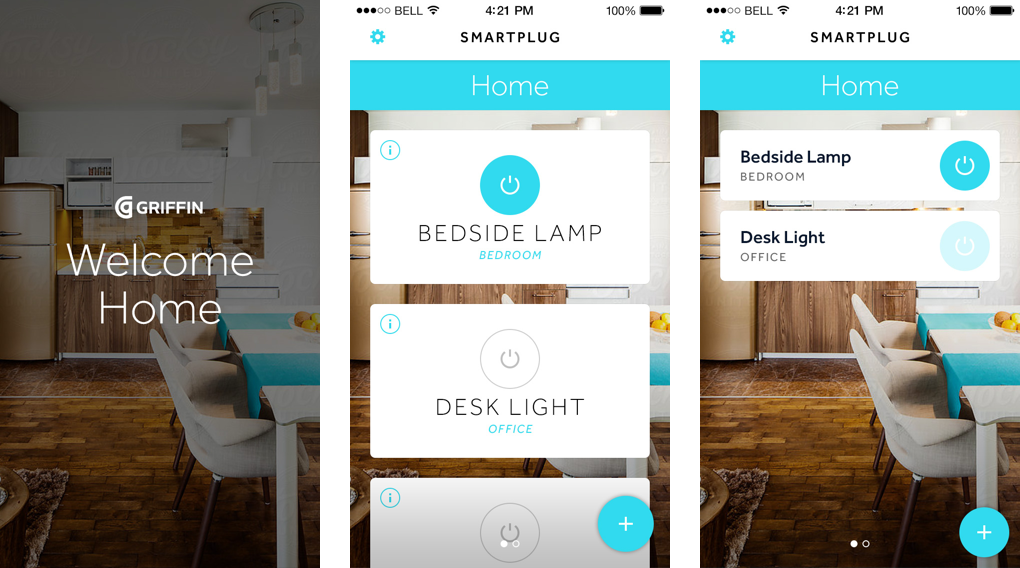 GRIFFIN
Welcome
Home
BELL 4:21 PM 100%
SMARTPLUG
Home
i
BEDSIDE LAMP
BEDROOM
i
DESK LIGHT
OFFICE
i
+
BELL 4:21 PM 100%
SMARTPLUG
Home
Bedside Lamp
BEDROOM
Desk Light
OFFICE
+